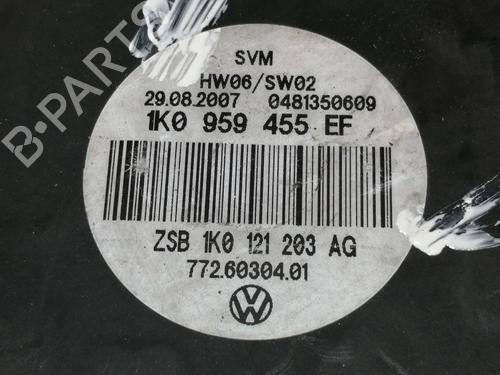 B-PARTS
SVM
HW06/SW02
29.08.2007 0481350609
1K0 959 455 EF
ZSB 1K0 121 203 AG
772.60304.01